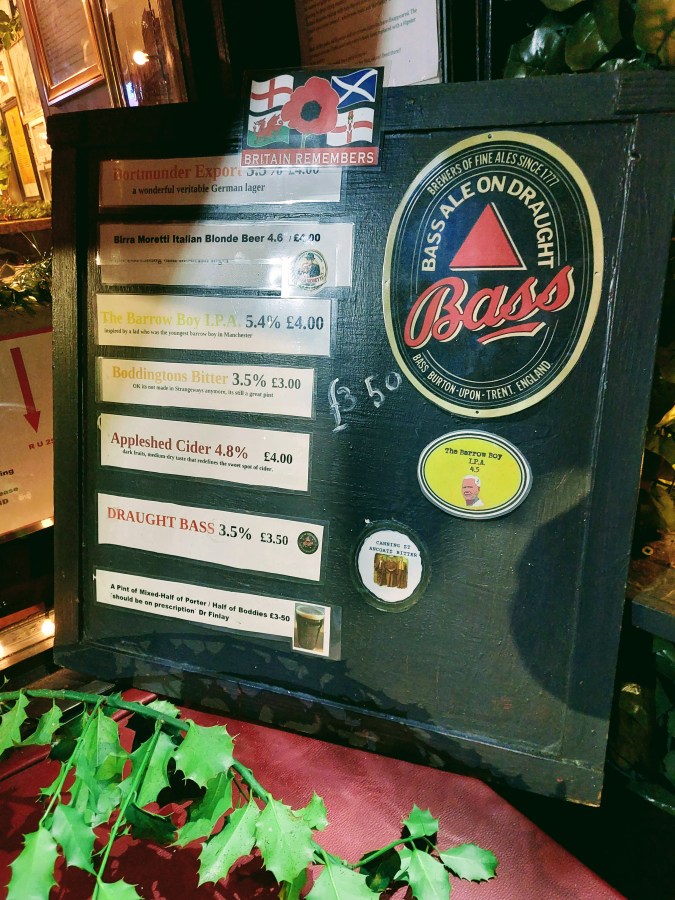 BRITAIN REMEMBERS
Dortmunder Export 5.5% £4.00
a wonderful veritable German lager
Birra Moretti Italian Blonde Beer 4.6 £4.00
The Barrow Boy I.P.A. 5.4% £4.00
inspired by a lad who was the youngest barrow boy in Manchester
Boddingtons Bitter 3.5% £3.00
OK its not made in Strangeways anymore, its still a great pint
£3 50
Appleshed Cider 4.8% £4.00
dark fruits, medium-dry taste that redefines the sweet spot of cider.
DRAUGHT BASS 3.5% £3.50
A Pint of Mixed-Half of Porter / Half of Boddies £3-50
'should be on prescription Dr Finlay
BREWERS OF FINE ALES SINCE 1777
BASS ALE ON DRAUGHT
Bass
BASS BURTON-UPON-TRENT. ENGLAND
The Barrow Boy
I.P.A.
4.5
CANNING ST
ANCOATS BITTER
R U 25
ing